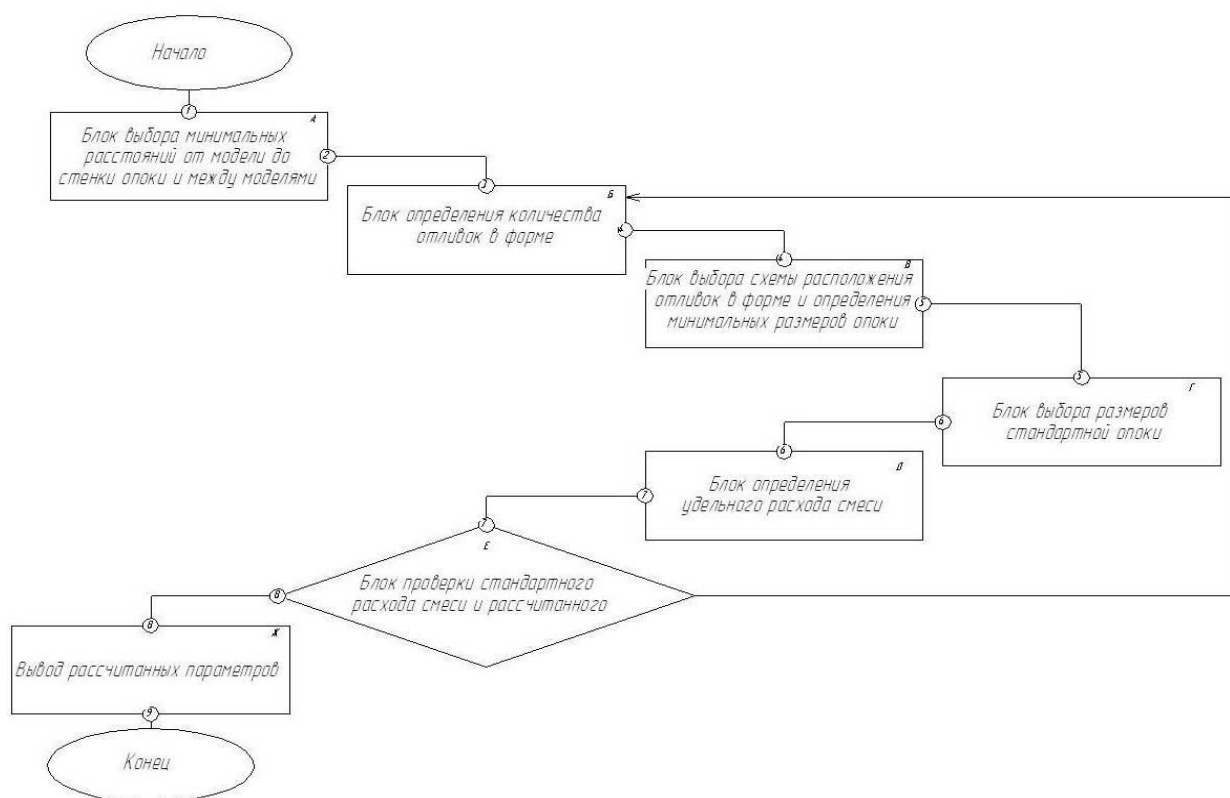 Начало
1
А
Блок выбора минимальных
расстояний от модели до
стенки опоки и между моделями
2
3
Б
Блок определения количества
отливок в форме
4
4
В
Блок выбора схемы расположения
отливок в форме и определения
минимальных размеров опоки
5
5
Г
Блок выбора размеров
стандартной опоки
6
6
Д
Блок определения
удельного расхода смеси
7
7
Е
Блок проверки стандартного
расхода смеси и рассчитанного
8
8
Ж
Вывод рассчитанных параметров
9
Конец